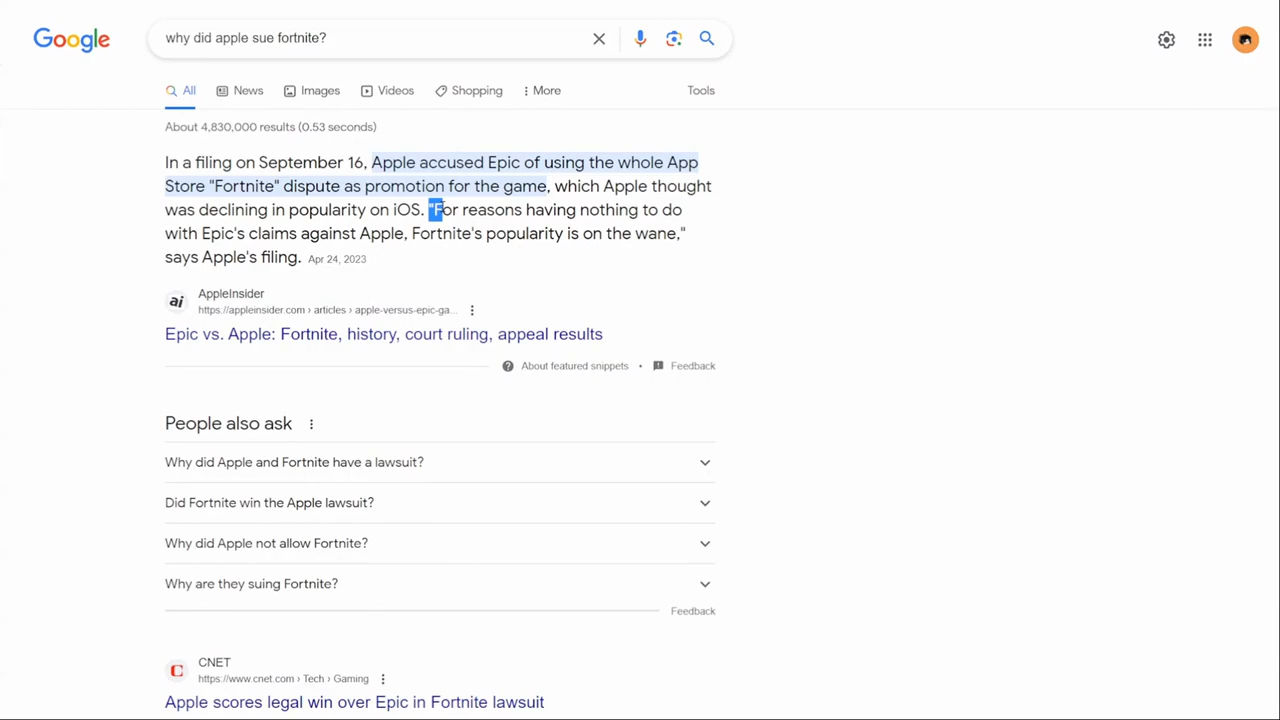 Google
why did apple sue fortnite?
All
News
Images
Videos
Shopping
More
Tools
About 4,830,000 results (0.53 seconds)
In a filing on September 16, Apple accused Epic of using the whole App
Store "Fortnite" dispute as promotion for the game, which Apple thought
was declining in popularity on iOS. "For reasons having nothing to do
with Epic's claims against Apple, Fortnite's popularity is on the wane,"
says Apple's filing. Apr 24, 2023
ai
AppleInsider
https://appleinsider.com › articles › apple-versus-epic-ga...
Epic vs. Apple: Fortnite, history, court ruling, appeal results
About featured snippets • Feedback
People also ask
Why did Apple and Fortnite have a lawsuit?
Did Fortnite win the Apple lawsuit?
Why did Apple not allow Fortnite?
Why are they suing Fortnite?
Feedback
C
CNET
https://www.cnet.com › Tech › Gaming
Apple scores legal win over Epic in Fortnite lawsuit